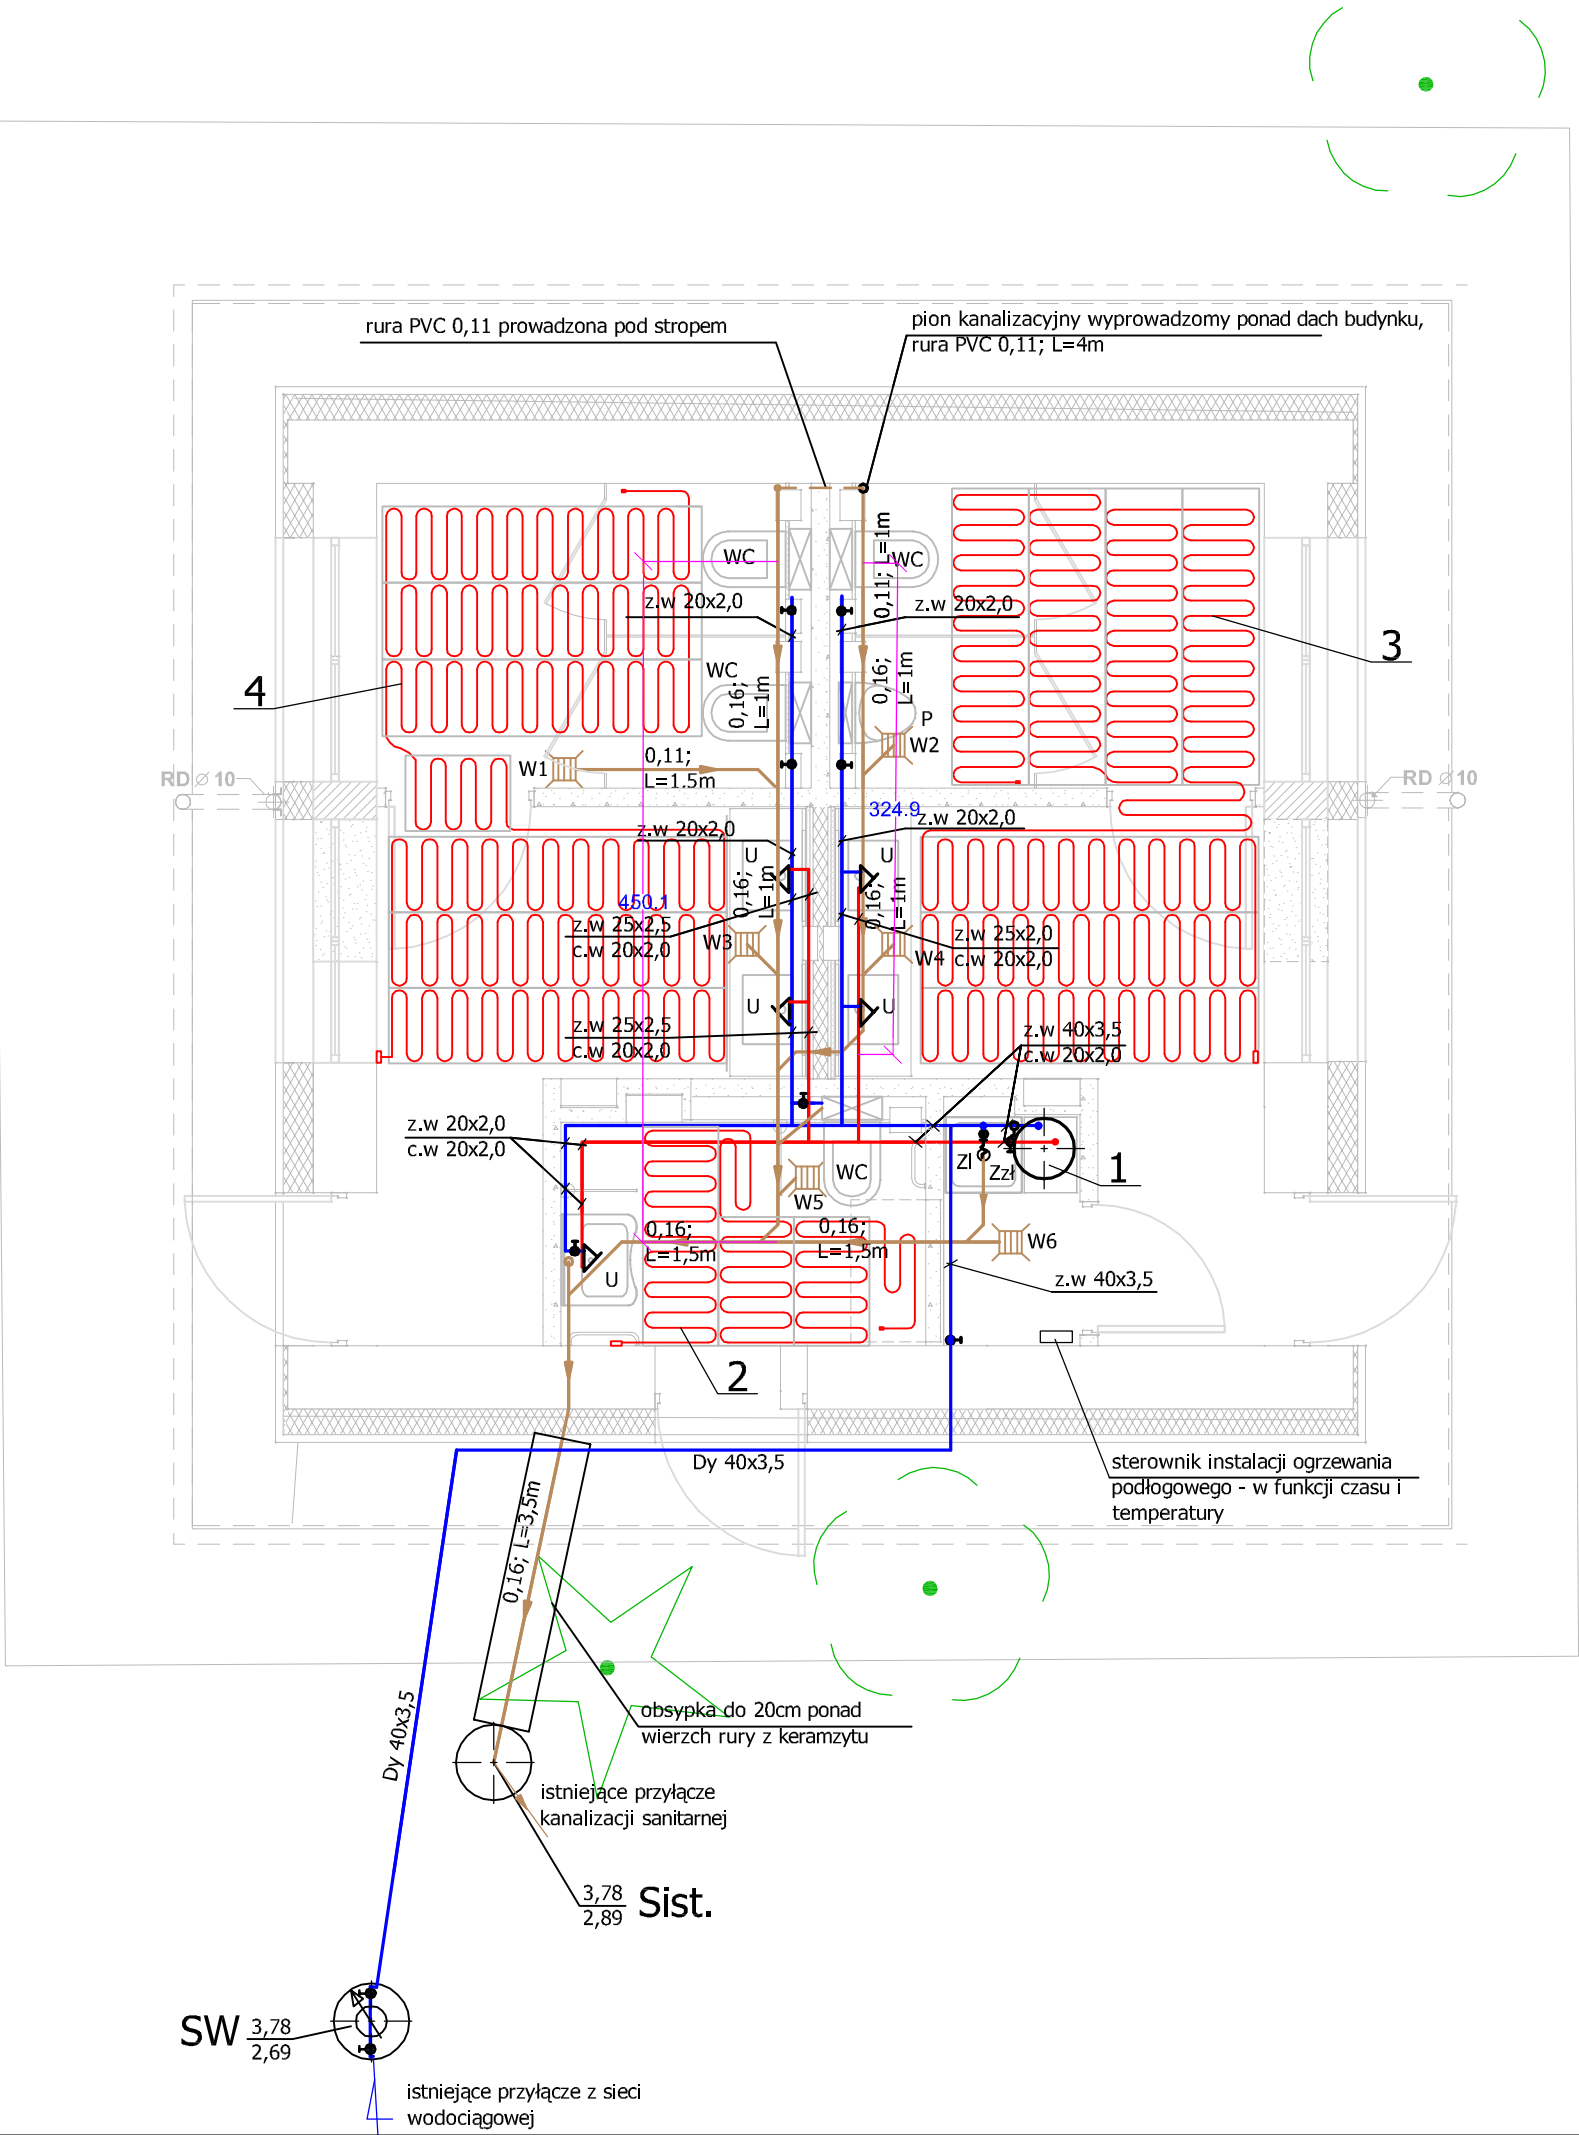 rura PVC 0,11 prowadzona pod stropem
pion kanalizacyjny wyprowadzomy ponad dach budynku,
rura PVC 0,11; L=4m
WC
WC
0,11; L=1m
z.w 20x2,0
z.w 20x2,0
3
4
WC
0,16;
L=1m
0,16;
L=1m
P
W2
W1
0,11;
L=1.5m
RD ⌀ 10
RD ⌀ 10
324.9
z.w 20x2,0
z.w 20x2,0
U
U
0,16;
L=1m
0,16;
L=1m
450.1
z.w 25x2,5
c.w 20x2,0
W3
W4
z.w 25x2,0
c.w 20x2,0
U
U
z.w 25x2,5
c.w 20x2,0
z.w 40x3,5
c.w 20x2,0
z.w 20x2,0
c.w 20x2,0
WC
Zl
Zzł
1
W5
0,16;
L=1,5m
0,16;
L=1,5m
W6
U
z.w 40x3,5
2
Dy 40x3,5
sterownik instalacji ogrzewania
podłogowego - w funkcji czasu i
temperatury
0,16; L=3,5m
Dy 40x3,5
obsypka do 20cm ponad
wierzch rury z keramzytu
istniejące przyłącze
kanalizacji sanitarnej
3,78
2,89
Sist.
SW
3,78
2,69
istniejące przyłącze z sieci
wodociągowej